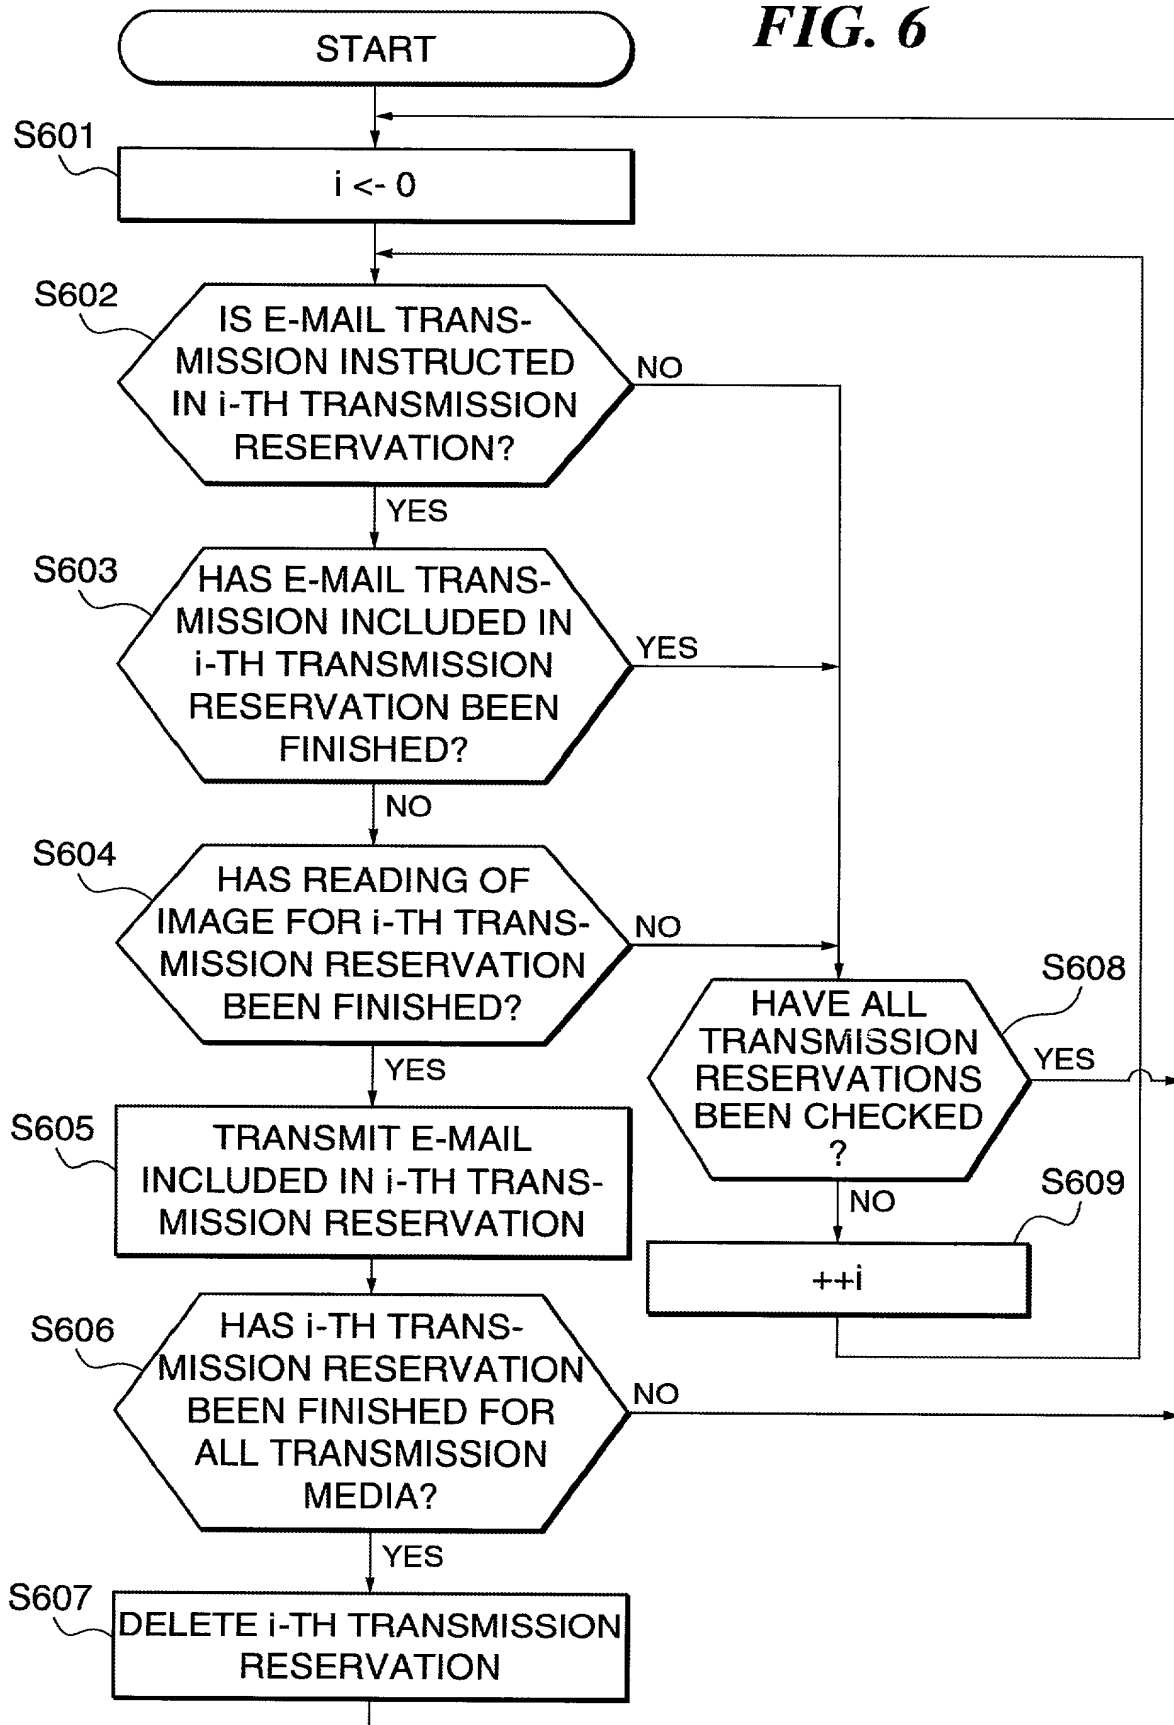 FIG. 6
START
S601
i <- 0
S602
IS E-MAIL TRANS-
MISSION INSTRUCTED
IN i-TH TRANSMISSION
RESERVATION?
NO
YES
S603
HAS E-MAIL TRANS-
MISSION INCLUDED IN
i-TH TRANSMISSION
RESERVATION BEEN
FINISHED?
YES
NO
S604
HAS READING OF
IMAGE FOR i-TH TRANS-
MISSION RESERVATION
BEEN FINISHED?
NO
YES
S605
TRANSMIT E-MAIL
INCLUDED IN i-TH TRANS-
MISSION RESERVATION
S606
HAS i-TH TRANS-
MISSION RESERVATION
BEEN FINISHED FOR
ALL TRANSMISSION
MEDIA?
NO
YES
S607
DELETE i-TH TRANSMISSION
RESERVATION
S608
HAVE ALL
TRANSMISSION
RESERVATIONS
BEEN CHECKED
?
YES
NO
S609
++i